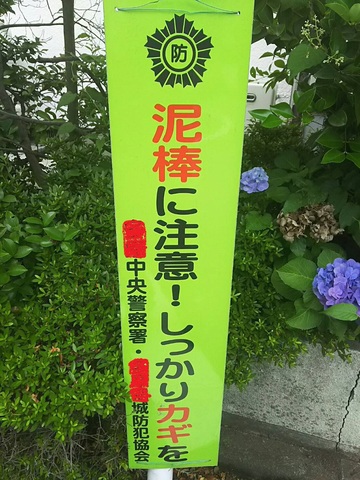 防
泥棒に注意！しっかりカギを
中央警察署・
城防犯協会